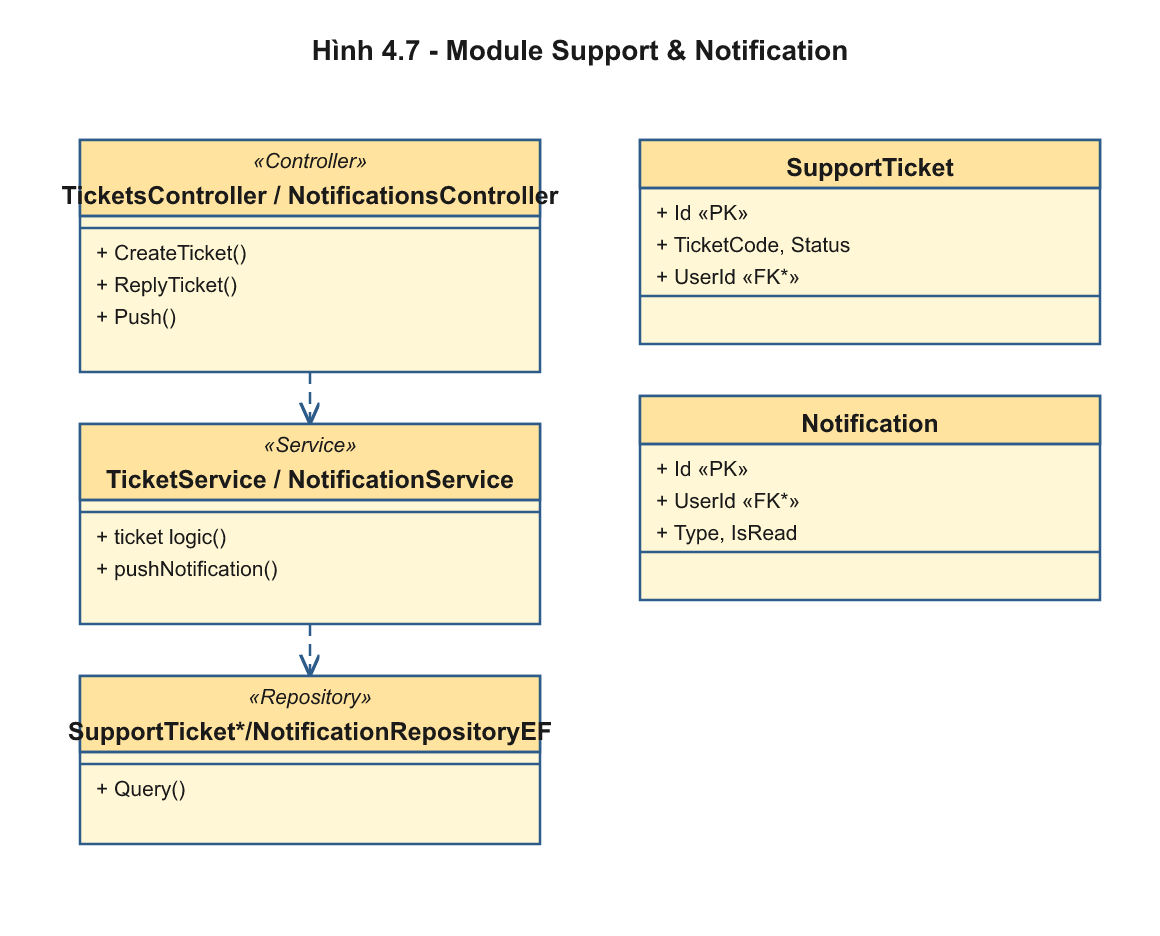 Hình 4.7 - Module Support & Notification
«Controller»
TicketsController / NotificationsController
+ CreateTicket()
+ ReplyTicket()
+ Push()
«Service»
TicketService / NotificationService
+ ticket logic()
+ pushNotification()
«Repository»
SupportTicket*/NotificationRepositoryEF
+ Query()
SupportTicket
+ Id «PK»
+ TicketCode, Status
+ UserId «FK*»
Notification
+ Id «PK»
+ UserId «FK*»
+ Type, IsRead